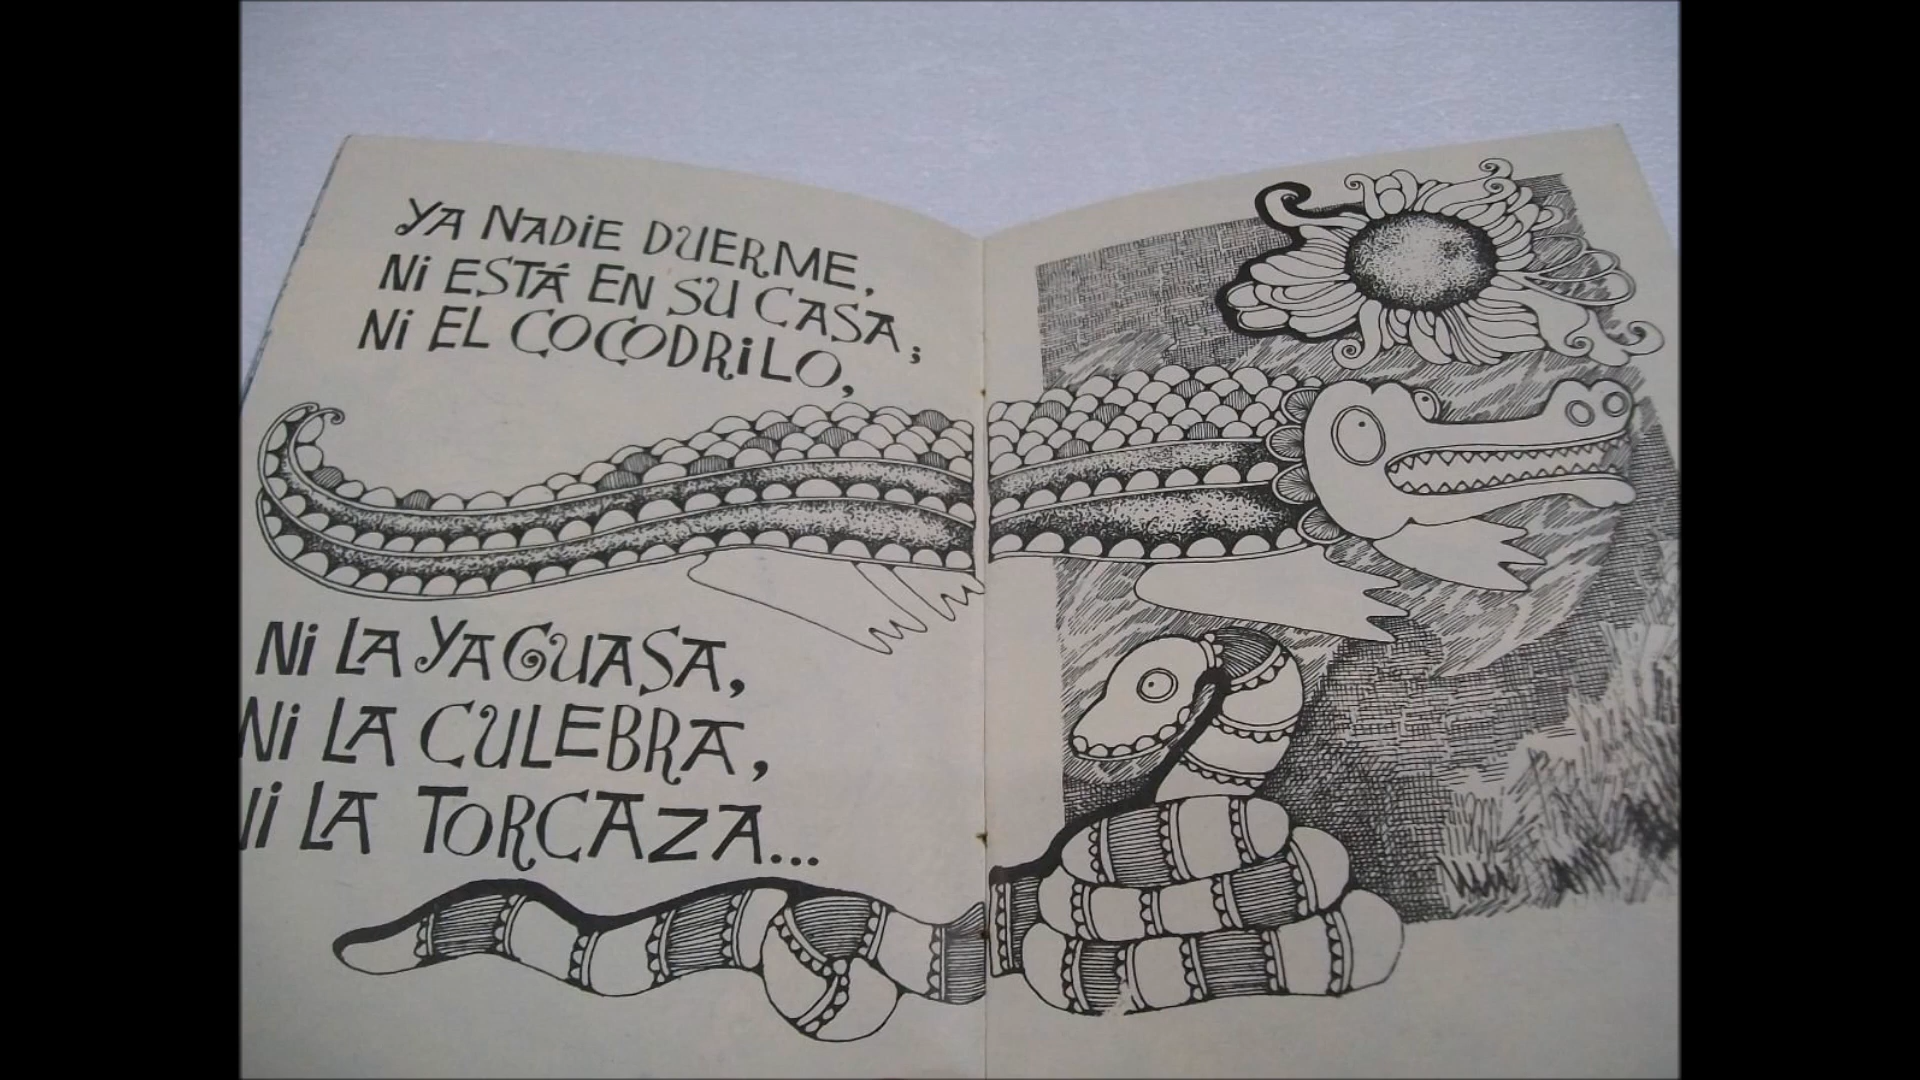 YA NADiE DUERME,
Ni ESTÁ EN SU CASA;
Ni EL COCODRiLO,
Ni LA YAGUASA,
Ni LA CULEBRA,
Ni LA TORCAZA...